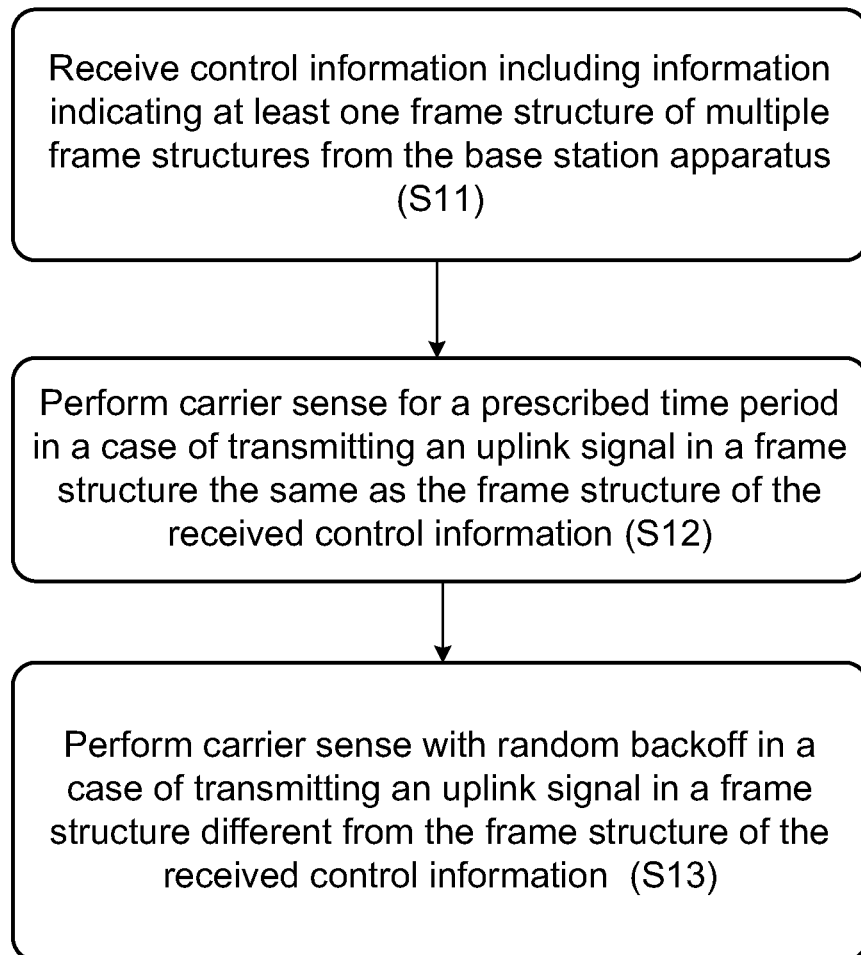 Receive control information including information
indicating at least one frame structure of multiple
frame structures from the base station apparatus
(S11)
Perform carrier sense for a prescribed time period
in a case of transmitting an uplink signal in a frame
structure the same as the frame structure of the
received control information (S12)
Perform carrier sense with random backoff in a
case of transmitting an uplink signal in a frame
structure different from the frame structure of the
received control information (S13)